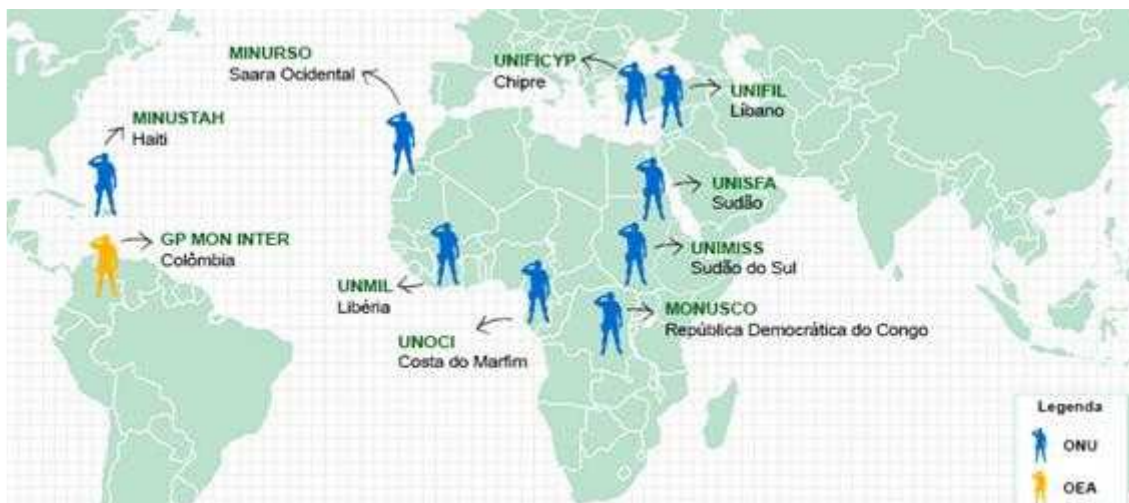 MINURSO
Saara Ocidental
UNIFICYP
Chipre
UNIFIL
Líbano
MINUSTAH
Haiti
UNISFA
Sudão
GP MON INTER
Colômbia
UNIMISS
Sudão do Sul
UNMIL
Libéria
MONUSCO
República Democrática do Congo
UNOCI
Costa do Marfim
Legenda
ONU
OEA